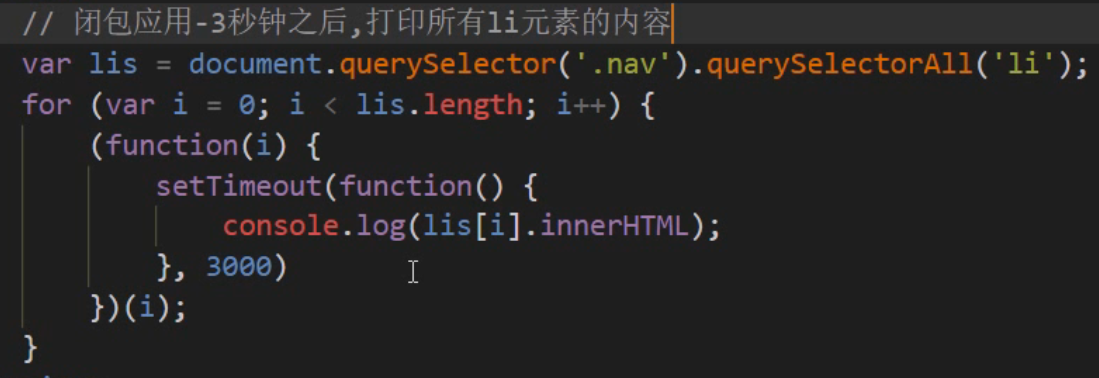 // 闭包应用-3秒钟之后,打印所有li元素的内容
var lis = document.querySelector('.nav').querySelectorAll('li');
for (var i = 0; i < lis.length; i++) {
(function(i) {
setTimeout(function() {
console.log(lis[i].innerHTML);
}, 3000)
})(i);
}